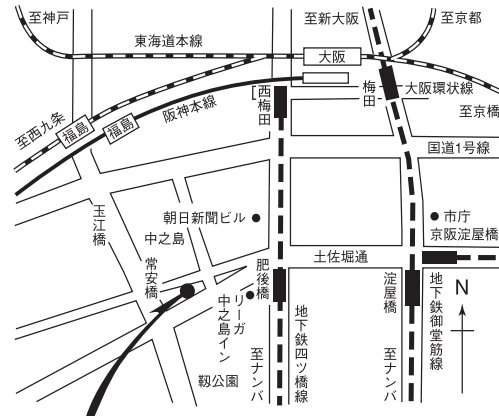 至神戸
至新大阪
至京都
東海道本線
大阪
阪神本線
西梅田
梅田
大阪環状線
至京橋
至西九条
福島
福島
国道1号線
玉江橋
朝日新聞ビル
中之島
市庁
京阪淀屋橋
土佐堀通
常安橋
肥後橋
淀屋橋
地下鉄御堂筋線
N
リーガ
中之島イン
地下鉄四ツ橋線
靱公園
至ナンバ
至ナンバ